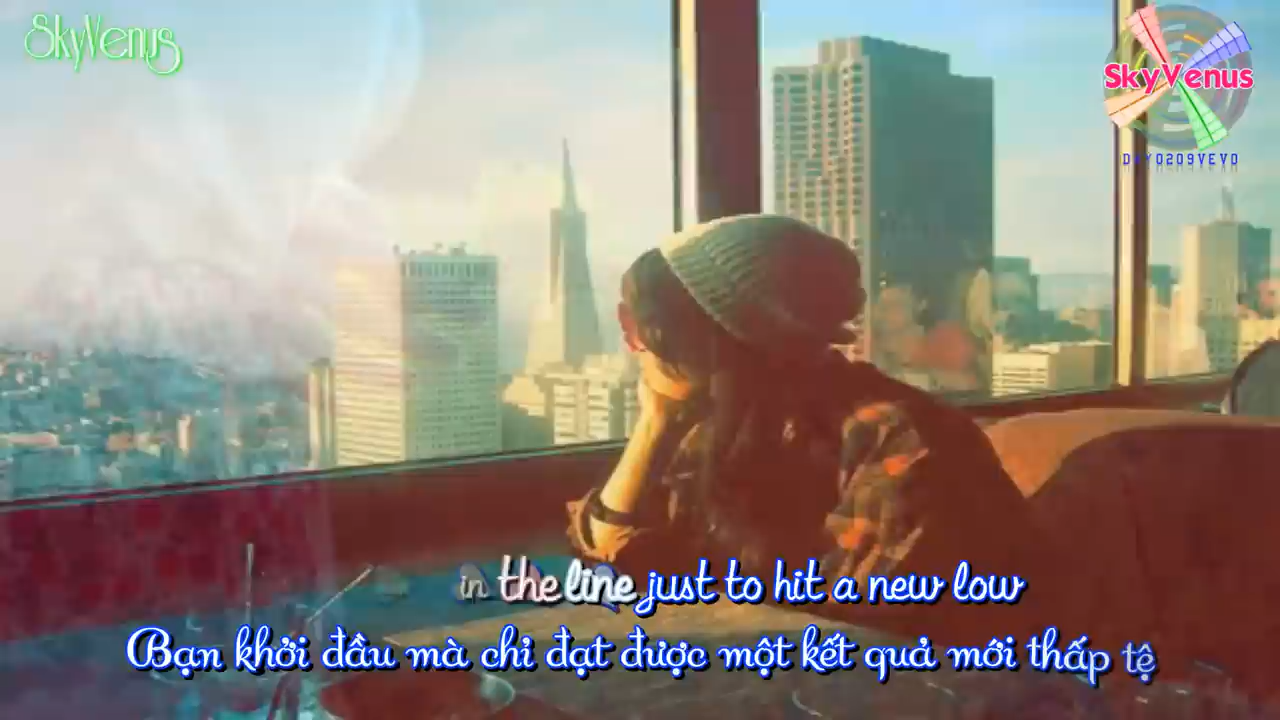 SkyVenus
SkyVenus
in the line just to hit a new low
Bạn khởi đầu mà chỉ đạt được một kết quả mới thấp tệ